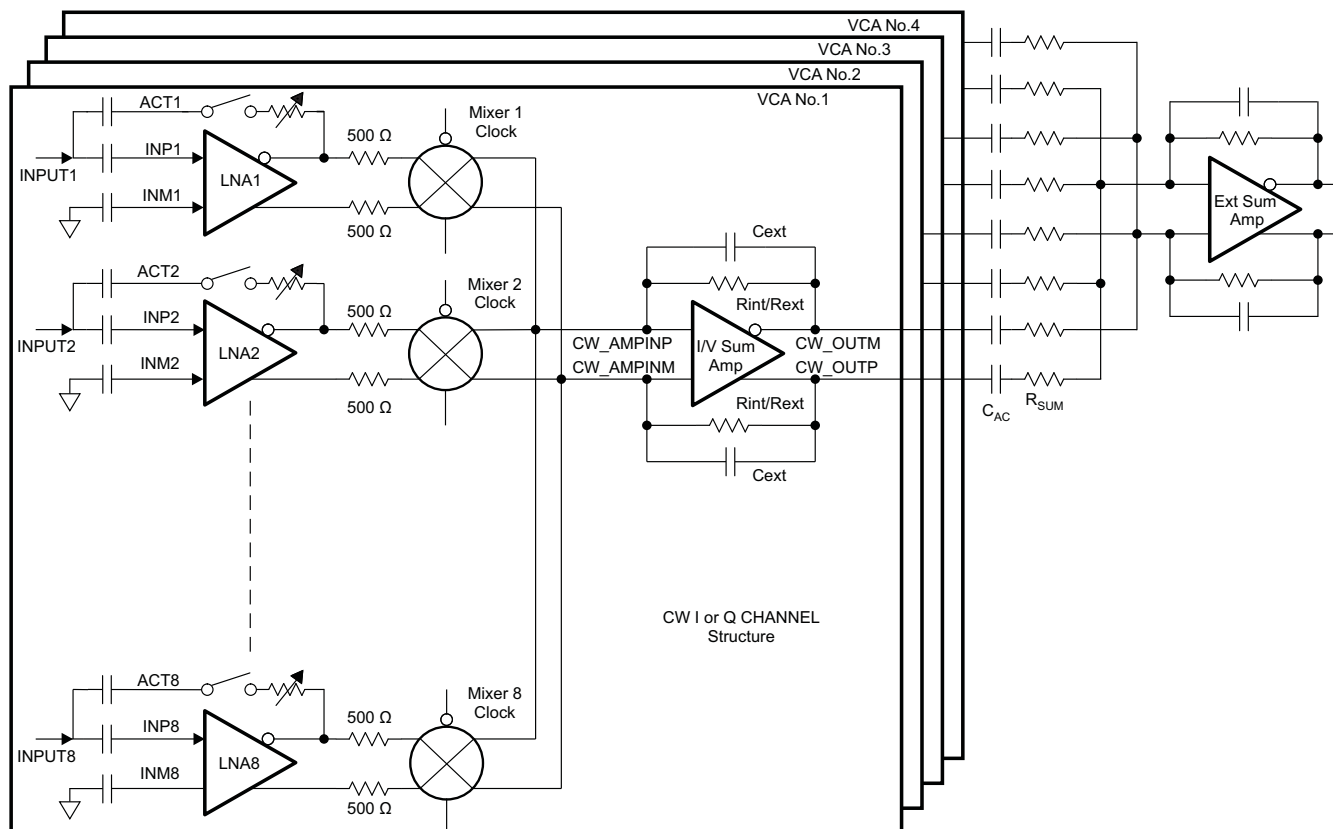 VCA No.4
VCA No.3
VCA No.2
VCA No.1
ACT1
INPUT1
INP1
INM1
LNA1
500 Ω
500 Ω
Mixer 1
Clock
ACT2
INPUT2
INP2
INM2
LNA2
500 Ω
500 Ω
Mixer 2
Clock
Cext
Rint/Rext
CW_AMPINP
CW_AMPINM
I/V Sum
Amp
CW_OUTM
CW_OUTP
Rint/Rext
Cext
Ext Sum
Amp
C_AC
R_SUM
CW I or Q CHANNEL
Structure
ACT8
INPUT8
INP8
INM8
LNA8
500 Ω
500 Ω
Mixer 8
Clock